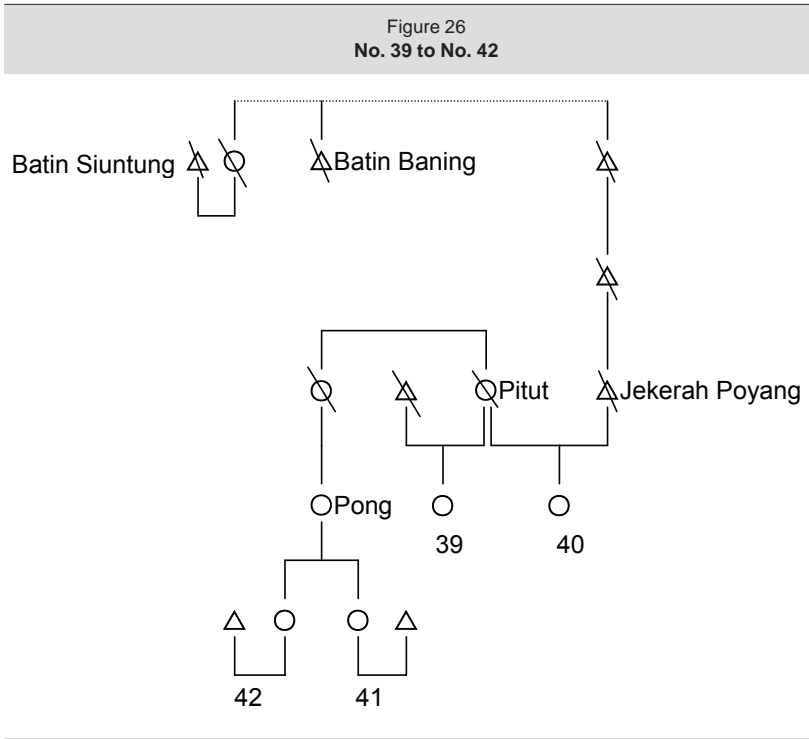 Figure 26
No. 39 to No. 42
Batin Siuntung
Batin Baning
Pitut
Jekerah Poyang
Pong
39
40
42
41